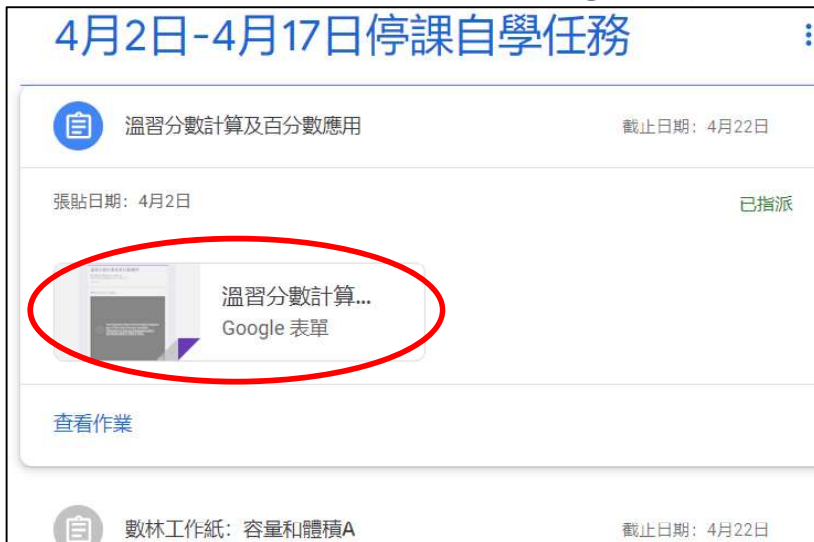 4月2日-4月17日停課自學任務
溫習分數計算及百分數應用
截止日期：4月22日
張貼日期：4月2日
已指派
溫習分數計算...
Google 表單
查看作業
數林工作紙：容量和體積A
截止日期：4月22日